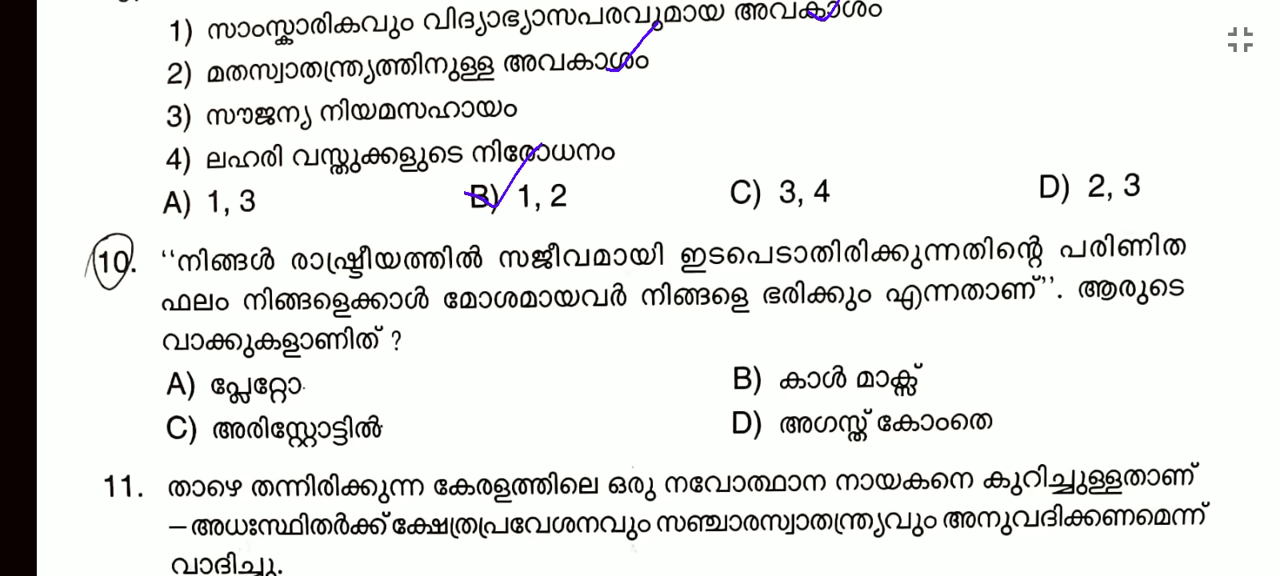 1) സാംസ്കാരികവും വിദ്യാഭ്യാസപരവുമായ അവകാശം
2) മതസ്വാതന്ത്ര്യത്തിനുള്ള അവകാശം
3) സൗജന്യ നിയമസഹായം
4) ലഹരി വസ്തുക്കളുടെ നിരോധനം
A) 1, 3 B) 1, 2 C) 3, 4 D) 2, 3
10. ‘‘നിങ്ങൾ രാഷ്ട്രീയത്തിൽ സജീവമായി ഇടപെടാതിരിക്കുന്നതിന്റെ പരിണിത
ഫലം നിങ്ങളെക്കാൾ മോശമായവർ നിങ്ങളെ ഭരിക്കും എന്നതാണ്’’. ആരുടെ
വാക്കുകളാണിത് ?
A) പ്ലേറ്റോ B) കാൾ മാക്സ്
C) അരിസ്റ്റോട്ടിൽ D) അഗസ്ത് കോംതെ
11. താഴെ തന്നിരിക്കുന്ന കേരളത്തിലെ ഒരു നവോത്ഥാന നായകനെ കുറിച്ചുള്ളതാണ്
– അധഃസ്ഥിതർക്ക് ക്ഷേത്രപ്രവേശനവും സഞ്ചാരസ്വാതന്ത്ര്യവും അനുവദിക്കണമെന്ന്
വാദിച്ചു.